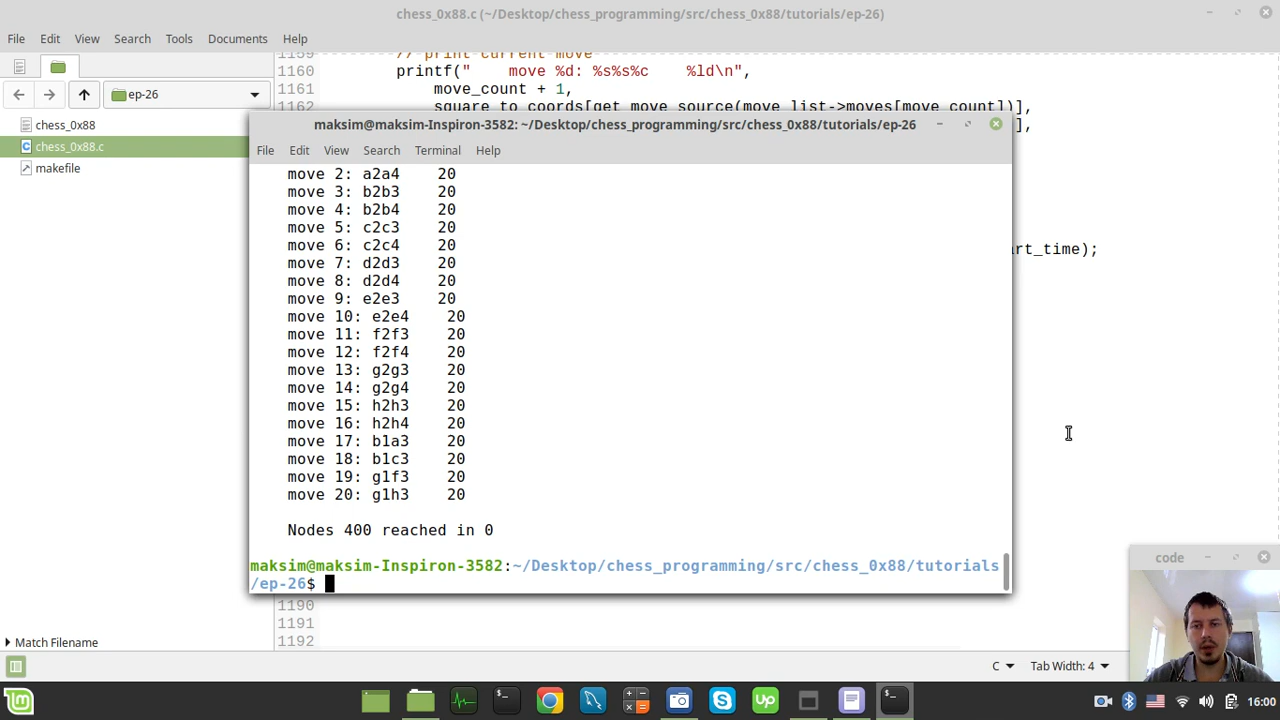 chess_0x88.c (~/Desktop/chess_programming/src/chess_0x88/tutorials/ep-26)
File Edit View Search Tools Documents Help
ep-26
chess_0x88
chess_0x88.c
makefile
Match Filename
1159 // print current move
1160 printf("    move %d: %s%s%c    %ld\n",
1161 move_count + 1,
1162 square_to_coords[get_move_source(move_list->moves[move_count])],
],
art_time);
maksim@maksim-Inspiron-3582: ~/Desktop/chess_programming/src/chess_0x88/tutorials/ep-26
File Edit View Search Terminal Help
move 2: a2a4    20
move 3: b2b3    20
move 4: b2b4    20
move 5: c2c3    20
move 6: c2c4    20
move 7: d2d3    20
move 8: d2d4    20
move 9: e2e3    20
move 10: e2e4    20
move 11: f2f3    20
move 12: f2f4    20
move 13: g2g3    20
move 14: g2g4    20
move 15: h2h3    20
move 16: h2h4    20
move 17: b1a3    20
move 18: b1c3    20
move 19: g1f3    20
move 20: g1h3    20
Nodes 400 reached in 0
maksim@maksim-Inspiron-3582:~/Desktop/chess_programming/src/chess_0x88/tutorials
/ep-26$
1190
1191
1192
code
C Tab Width: 4
16:00